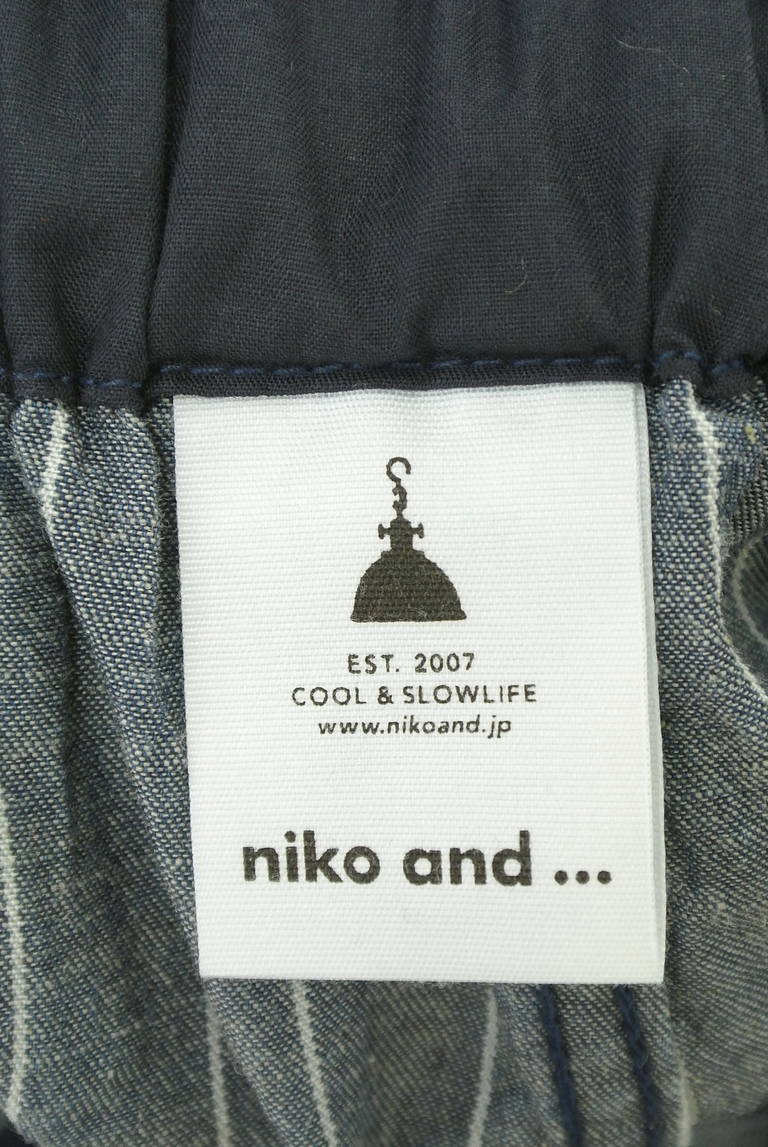 EST. 2007
COOL & SLOWLIFE
www.nikoand.jp
niko and ...